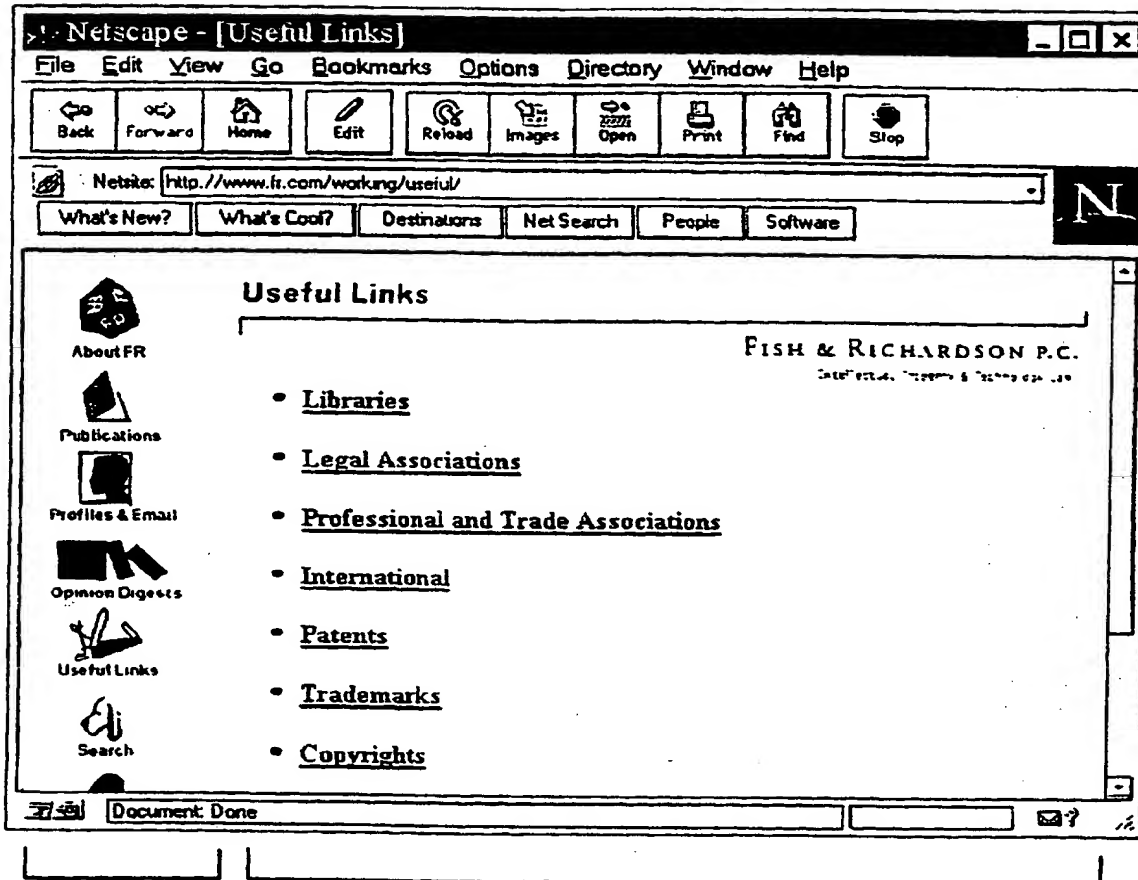 Netscape - [Useful Links]
File Edit View Go Bookmarks Options Directory Window Help
Back Forward Home Edit Reload Images Open Print Find Stop
Netsite: http://www.fr.com/working/useful/
What's New? What's Cool? Destinations Net Search People Software
N
Useful Links
About FR
FISH & RICHARDSON P.C.
Libraries
Publications
Legal Associations
Profiles & Email
Professional and Trade Associations
International
Opinion Digests
Patents
Useful Links
Trademarks
Search
Copyrights
Document: Done
?